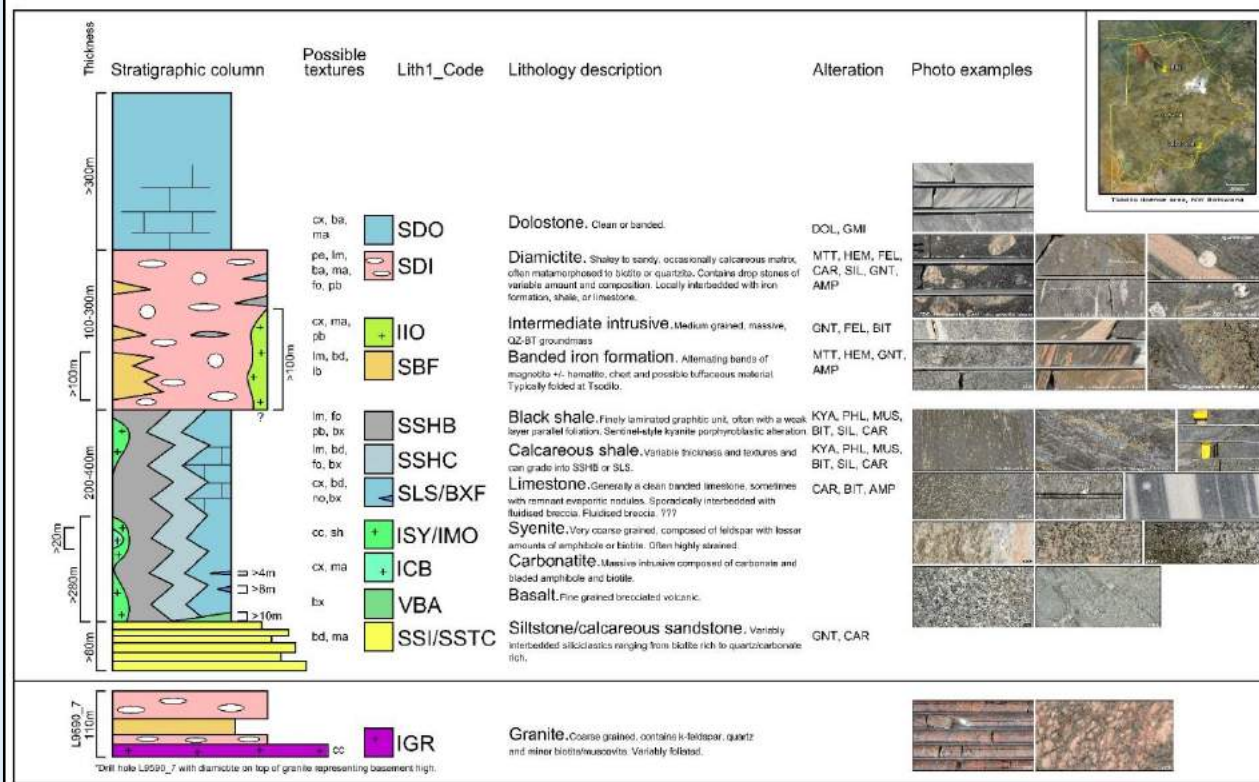 Thickness
Stratigraphic column
Possible
textures
Lith1_Code
Lithology description
Alteration
Photo examples
>300m
100-300m
>100m
>100m
?
200-400m
>20m
>280m
>4m
>8m
>10m
>60m
cx, ba,
ma
SDO
Dolostone. Clean or banded.
DOL, GMI
pe, lm,
ba, ma,
fo, pb
SDI
Diamictite. Shaley to sandy, occasionally calcareous matrix,
often matamorphosed to biotite or quartzite. Contains drop stones of
variable amount and composition. Locally interbedded with iron
formation, shale, or limestone.
MTT, HEM, FEL,
CAR, SIL, GNT,
AMP
cx, ma,
pb
IIO
Intermediate intrusive. Medium grained, massive,
QZ-BT groundmass
GNT, FEL, BIT
lm, bd,
ib
SBF
Banded iron formation. Alternating bands of
magnetite +/- hematite, chert and possible tuffaceous material.
Typically folded at Tsodilo.
MTT, HEM, GNT,
AMP
lm, fo
pb, bx
SSHB
Black shale. Finely laminated graphitic unit, often with a weak
layer parallel foliation. Sentinel-style kyanite porphyroblastic alteration.
KYA, PHL, MUS,
BIT, SIL, CAR
lm, bd,
fo, bx
SSHC
Calcareous shale. Variable thickness and textures and
can grade into SSHB or SLS.
KYA, PHL, MUS,
BIT, SIL, CAR
cx, bd,
no,bx
SLS/BXF
Limestone. Generally a clean banded limestone, sometimes
with remnant evaporitic nodules. Sporadically interbedded with
fluidised breccia. Fluidised breccia. ???
CAR, BIT, AMP
cc, sh
ISY/IMO
Syenite. Very coarse grained, composed of feldspar with lesser
amounts of amphibole or biotite. Often highly strained.
cx, ma
ICB
Carbonatite. Massive intrusive composed of carbonate and
bladed amphibole and biotite.
bx
VBA
Basalt. Fine grained brecciated volcanic.
bd, ma
SSI/SSTC
Siltstone/calcareous sandstone. Variably
interbedded siliciclastics ranging from biotite rich to quartz/carbonate
rich.
GNT, CAR
L9590_7
110m
cc
IGR
Granite. Coarse grained, contains k-feldspar, quartz
and minor biotite/muscovite. Variably foliated.
*Drill hole L9590_7 with diamictite on top of granite representing basement high.
Tsodilo license area, NW Botswana